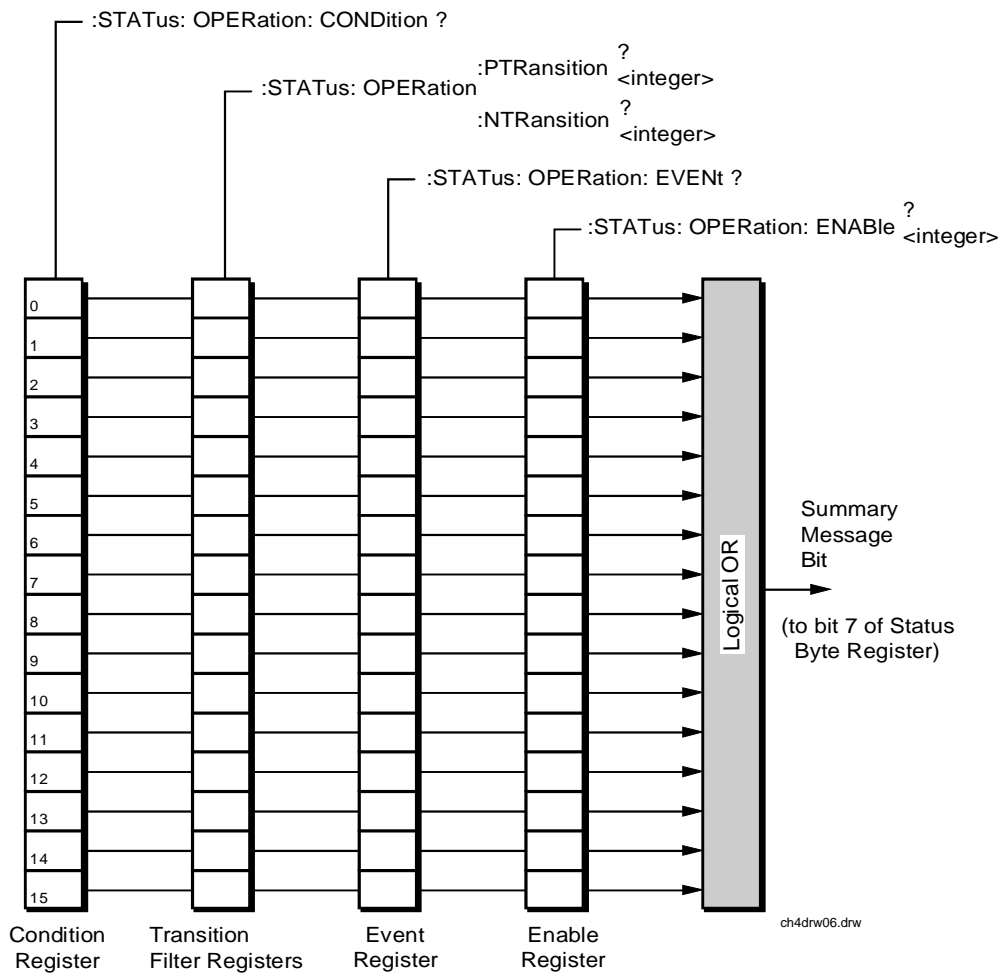 :STATus: OPERation: CONDition ?
:STATus: OPERation
:PTRansition
?
<integer>
:NTRansition
?
<integer>
:STATus: OPERation: EVENt ?
:STATus: OPERation: ENABle
?
<integer>
0
1
2
3
4
5
6
7
8
9
10
11
12
13
14
15
Logical OR
Summary
Message
Bit
(to bit 7 of Status
Byte Register)
Condition
Register
Transition
Filter Registers
Event
Register
Enable
Register
ch4drw06.drw